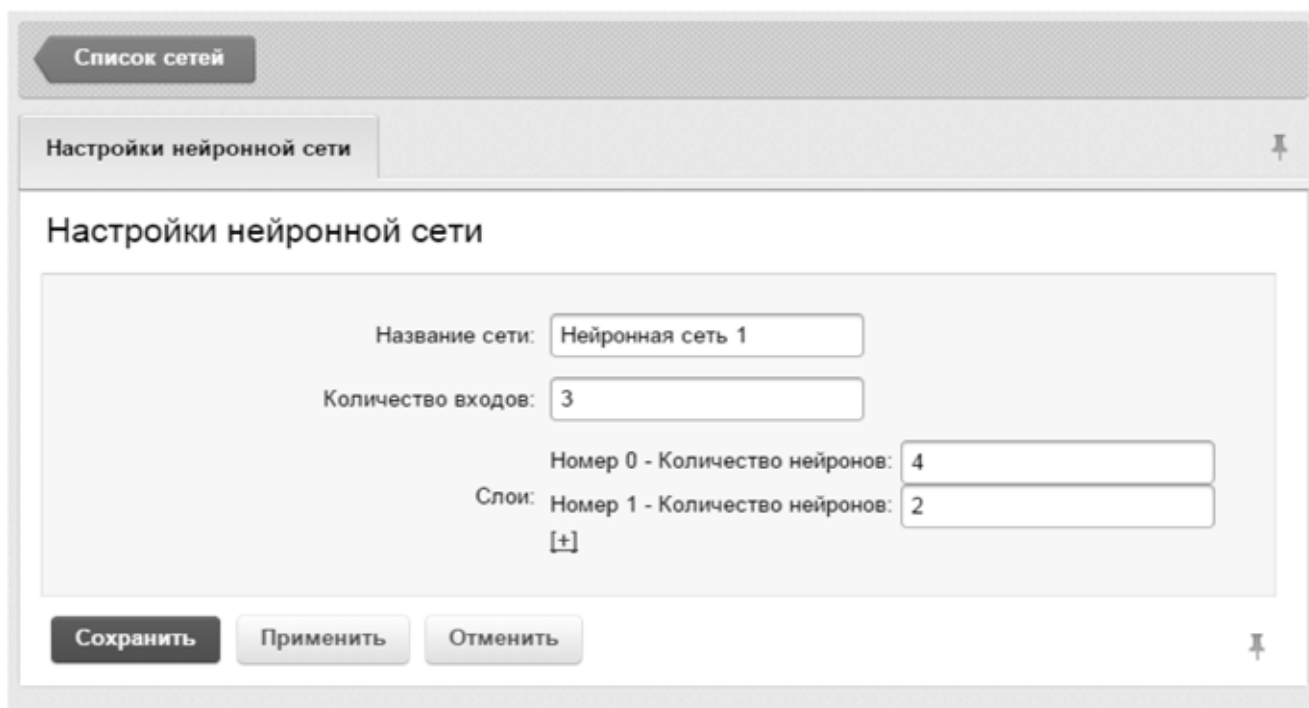 Список сетей
Настройки нейронной сети
Настройки нейронной сети
Название сети: Нейронная сеть 1
Количество входов: 3
Номер 0 - Количество нейронов: 4
Слои: Номер 1 - Количество нейронов: 2
[+]
Сохранить Применить Отменить